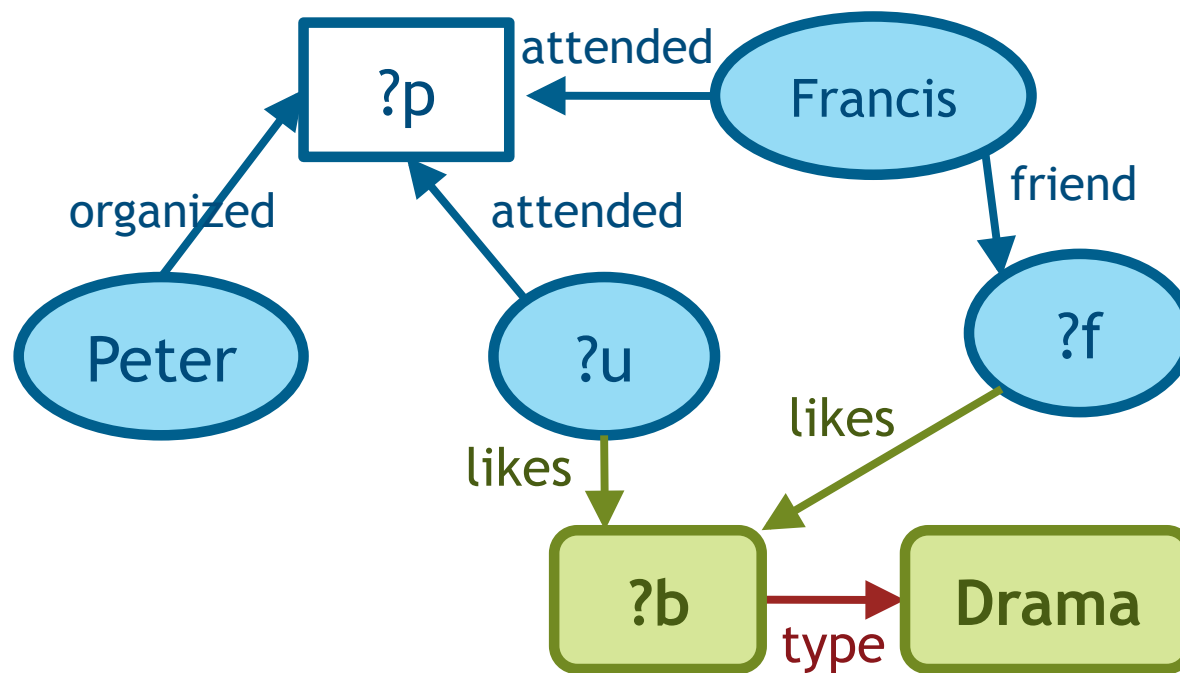 attended
?p
Francis
organized
attended
friend
Peter
?u
?f
likes
likes
?b
Drama
type